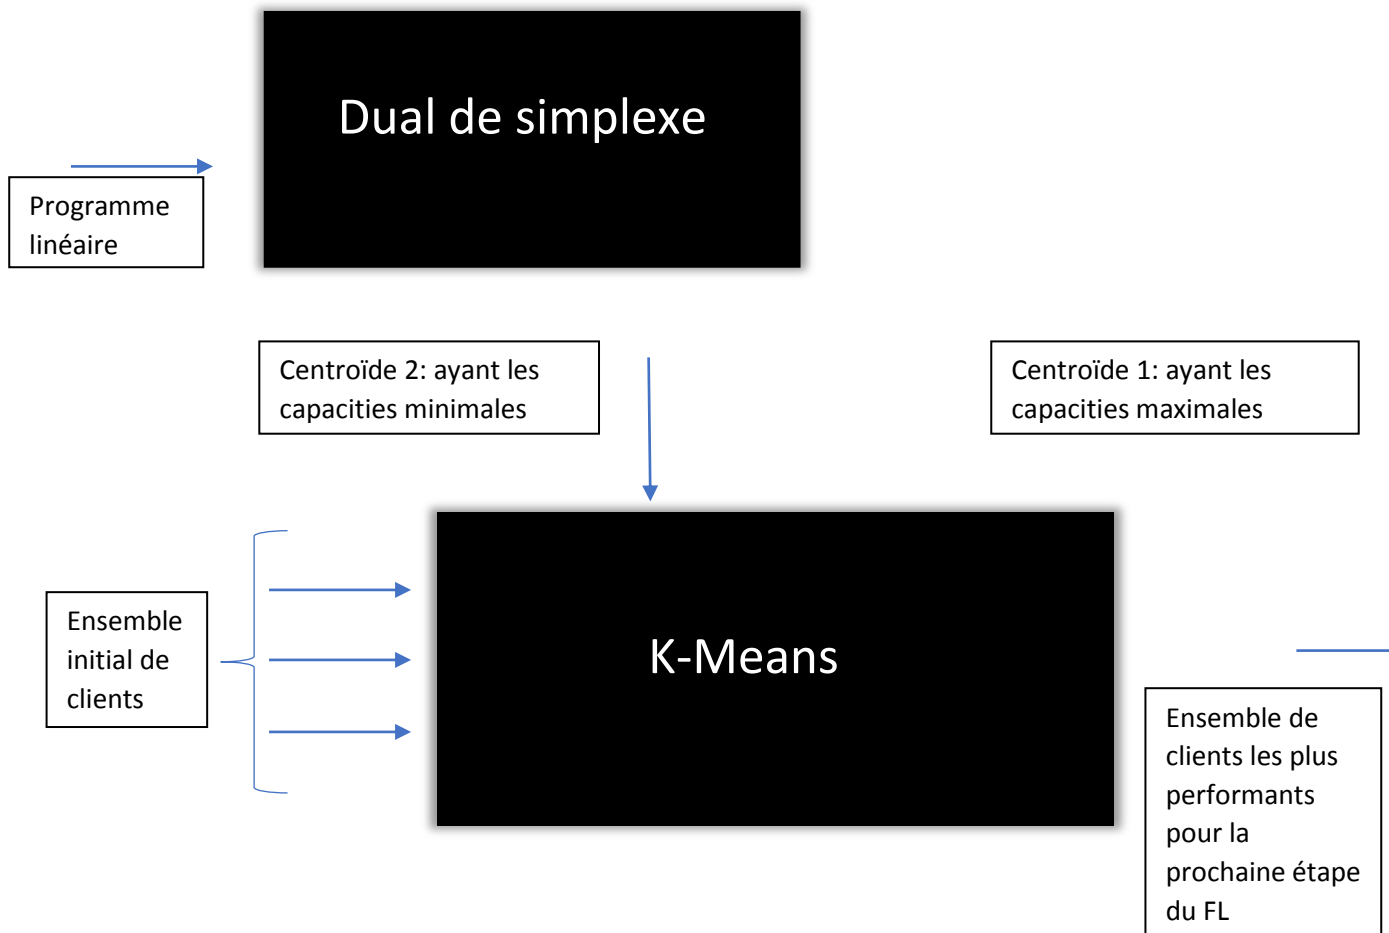 Dual de simplexe
Programme
linéaire
Centroïde 2: ayant les
capacities minimales
Centroïde 1: ayant les
capacities maximales
Ensemble
initial de
clients
K-Means
Ensemble de
clients les plus
performants
pour la
prochaine étape
du FL